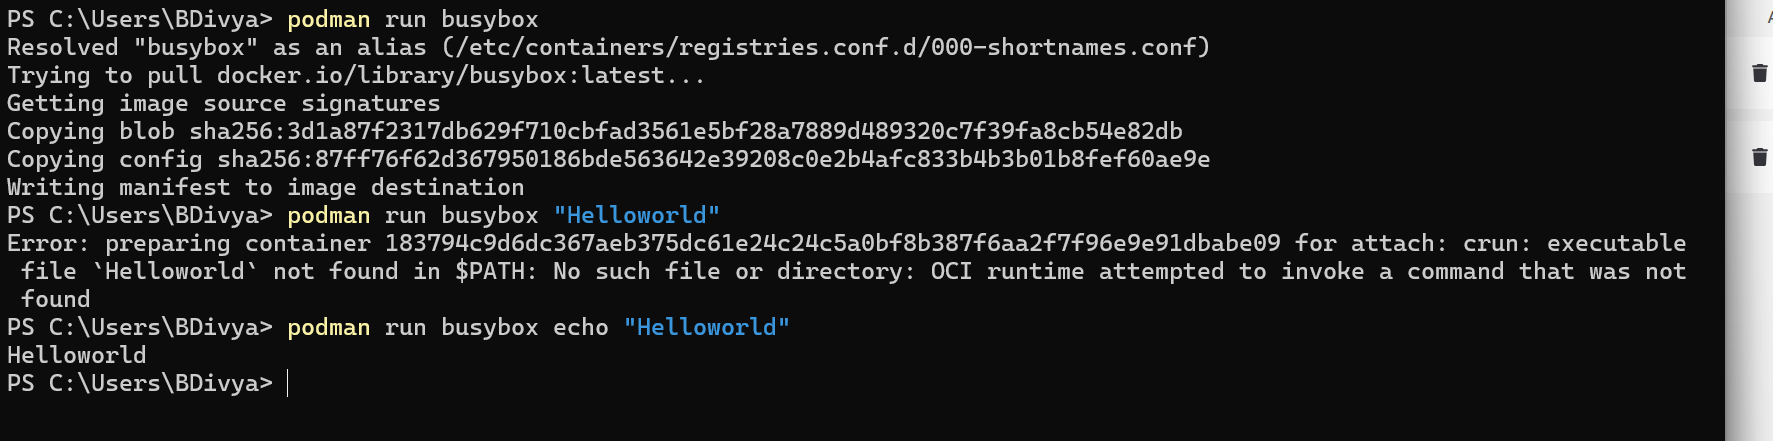 PS C:\Users\BDivya> podman run busybox
Resolved "busybox" as an alias (/etc/containers/registries.conf.d/000-shortnames.conf)
Trying to pull docker.io/library/busybox:latest...
Getting image source signatures
Copying blob sha256:3d1a87f2317db629f710cbfad3561e5bf28a7889d489320c7f39fa8cb54e82db
Copying config sha256:87ff76f62d367950186bde563642e39208c0e2b4afc833b4b3b01b8fef60ae9e
Writing manifest to image destination
PS C:\Users\BDivya> podman run busybox "Helloworld"
Error: preparing container 183794c9d6dc367aeb375dc61e24c24c5a0bf8b387f6aa2f7f96e9e91dbabe09 for attach: crun: executable
 file `Helloworld` not found in $PATH: No such file or directory: OCI runtime attempted to invoke a command that was not
 found
PS C:\Users\BDivya> podman run busybox echo "Helloworld"
Helloworld
PS C:\Users\BDivya>